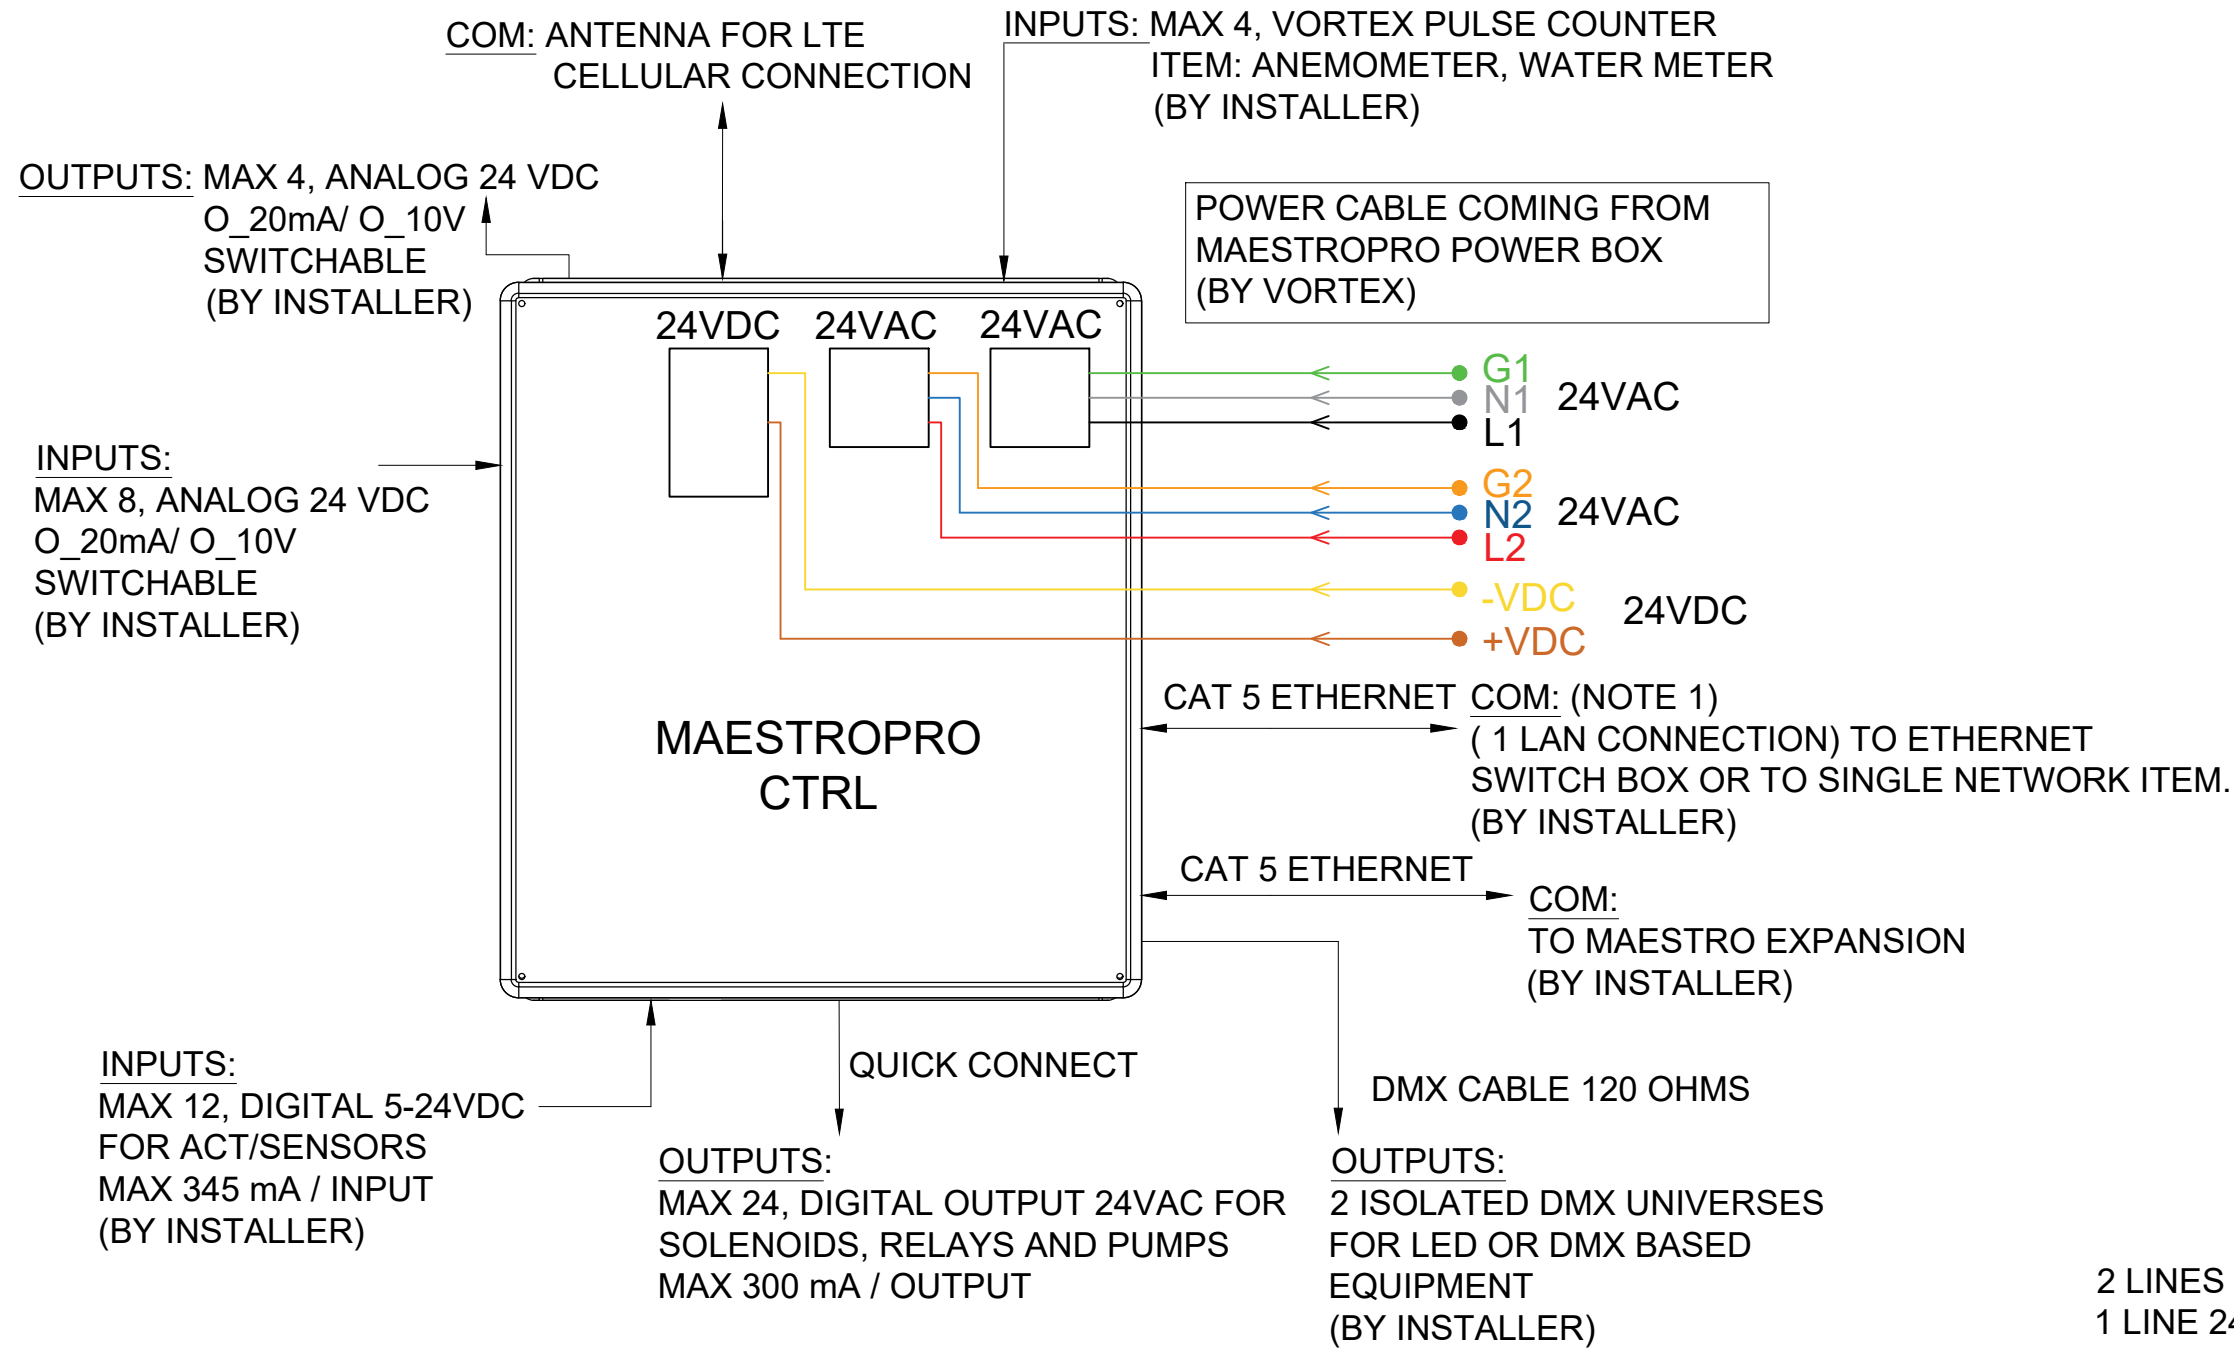 COM: ANTENNA FOR LTE
CELLULAR CONNECTION
INPUTS: MAX 4, VORTEX PULSE COUNTER
ITEM: ANEMOMETER, WATER METER
(BY INSTALLER)
OUTPUTS: MAX 4, ANALOG 24 VDC
O_20mA/ O_10V
SWITCHABLE
(BY INSTALLER)
POWER CABLE COMING FROM
MAESTROPRO POWER BOX
(BY VORTEX)
24VDC
24VAC
24VAC
G1
N1
L1
24VAC
G2
N2
L2
24VAC
-VDC
+VDC
24VDC
INPUTS:
MAX 8, ANALOG 24 VDC
O_20mA/ O_10V
SWITCHABLE
(BY INSTALLER)
MAESTROPRO
CTRL
CAT 5 ETHERNET
COM: (NOTE 1)
( 1 LAN CONNECTION) TO ETHERNET
SWITCH BOX OR TO SINGLE NETWORK ITEM.
(BY INSTALLER)
CAT 5 ETHERNET
COM:
TO MAESTRO EXPANSION
(BY INSTALLER)
INPUTS:
MAX 12, DIGITAL 5-24VDC
FOR ACT/SENSORS
MAX 345 mA / INPUT
(BY INSTALLER)
QUICK CONNECT
OUTPUTS:
MAX 24, DIGITAL OUTPUT 24VAC FOR
SOLENOIDS, RELAYS AND PUMPS
MAX 300 mA / OUTPUT
DMX CABLE 120 OHMS
OUTPUTS:
2 ISOLATED DMX UNIVERSES
FOR LED OR DMX BASED
EQUIPMENT
(BY INSTALLER)
2 LINES
1 LINE